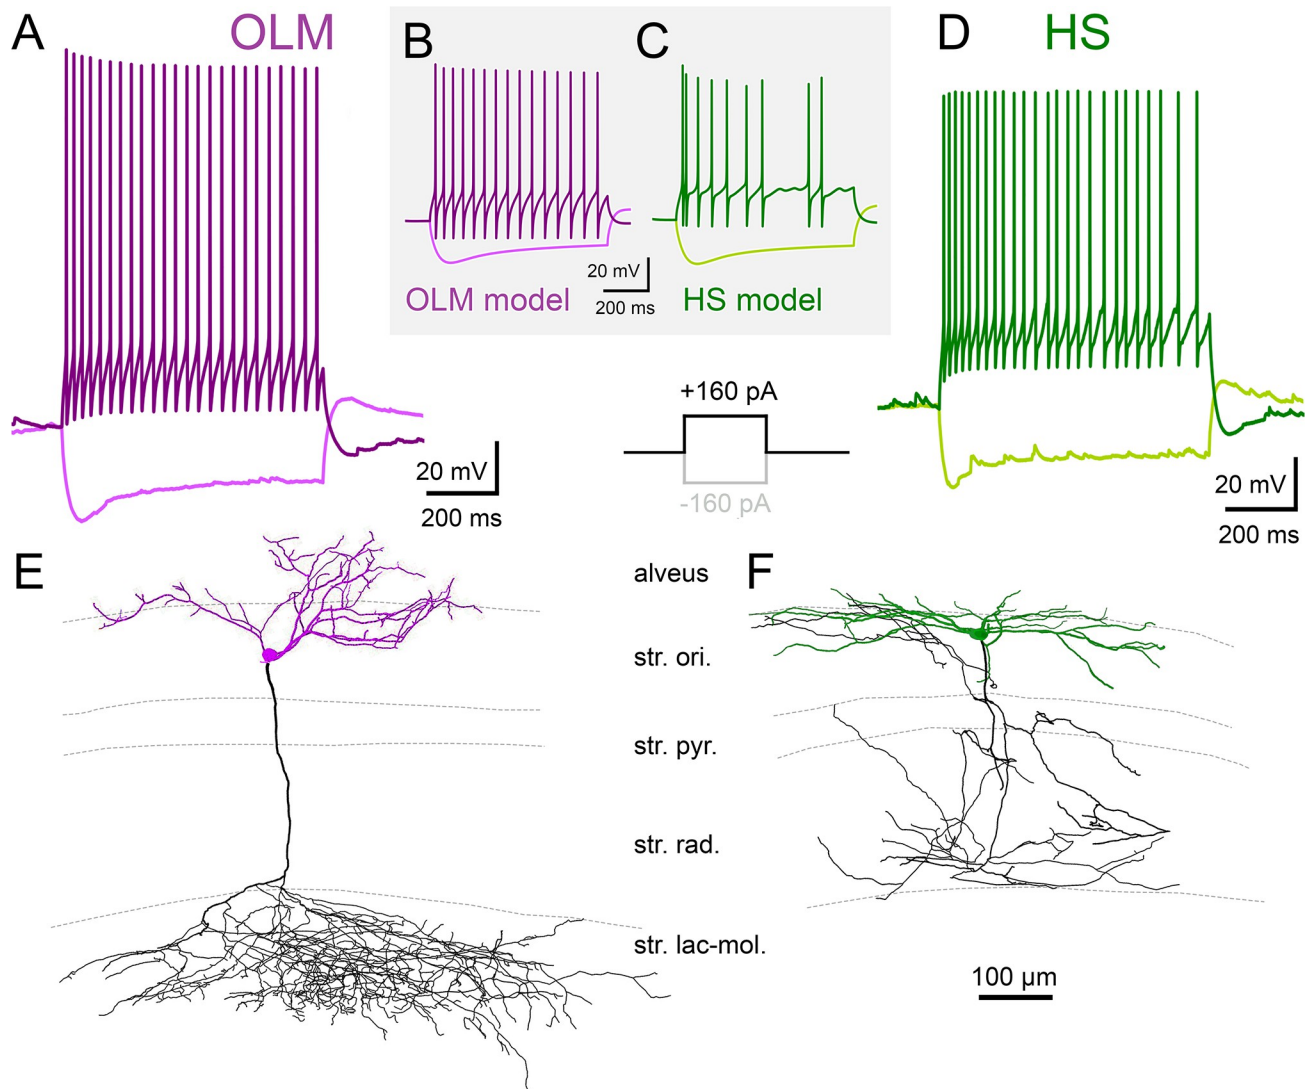 A
OLM
B
C
D
HS
20 mV
200 ms
OLM model
HS model
+160 pA
-160 pA
20 mV
200 ms
20 mV
200 ms
E
alveus
F
str. ori.
str. pyr.
str. rad.
str. lac-mol.
100 µm